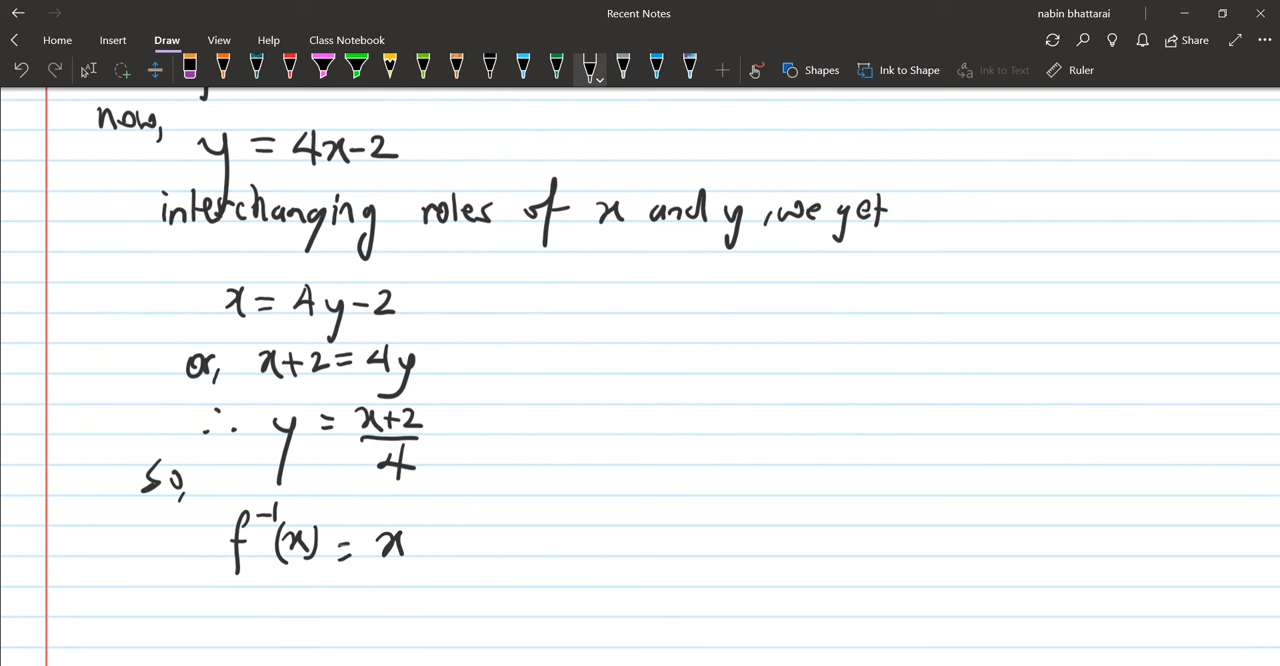 Recent Notes
nabin bhattarai
Home Insert Draw View Help Class Notebook
Share
Shapes Ink to Shape Ink to Text Ruler
now,
y = 4x-2
interchanging roles of x and y, we get
x = 4y-2
or, x+2 = 4y
∴ y = (x+2)/4
So,
f⁻¹(x) = x